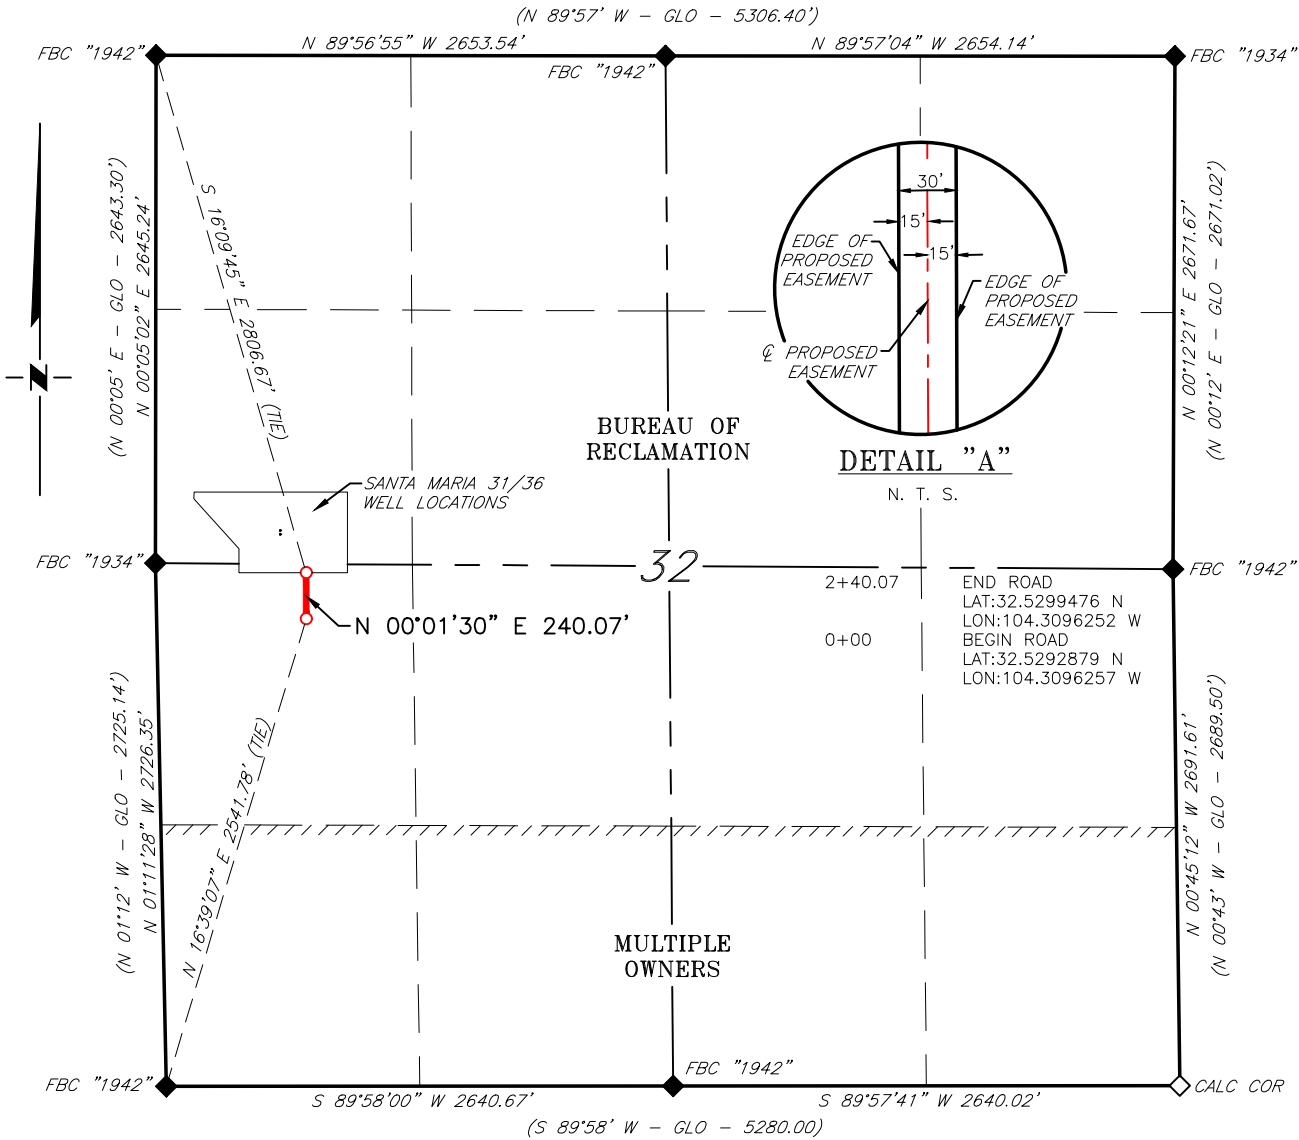 (N 89°57' W - GLO - 5306.40')
N 89°56'55" W 2653.54'
N 89°57'04" W 2654.14'
FBC "1942"
FBC "1942"
FBC "1934"
(N 00°05' E - GLO - 2643.30')
N 00°05'02" E 2645.24'
S 16°09'45" E 2806.67' (TIE)
N 00°12'21" E 2671.67'
(N 00°12' E - GLO - 2671.02')
30'
15'
15'
EDGE OF
PROPOSED
EASEMENT
EDGE OF
PROPOSED
EASEMENT
℄ PROPOSED
EASEMENT
DETAIL "A"
N. T. S.
N
BUREAU OF
RECLAMATION
SANTA MARIA 31/36
WELL LOCATIONS
FBC "1934"
32
FBC "1942"
N 00°01'30" E 240.07'
2+40.07 END ROAD
LAT:32.5299476 N
LON:104.3096252 W
0+00 BEGIN ROAD
LAT:32.5292879 N
LON:104.3096257 W
(N 01°12' W - GLO - 2725.14')
N 01°11'28" W 2726.35'
N 16°39'07" E 2541.78' (TIE)
N 00°45'12" W 2691.61'
(N 00°43' W - GLO - 2689.50')
MULTIPLE
OWNERS
FBC "1942"
FBC "1942"
CALC COR
S 89°58'00" W 2640.67'
S 89°57'41" W 2640.02'
(S 89°58' W - GLO - 5280.00)